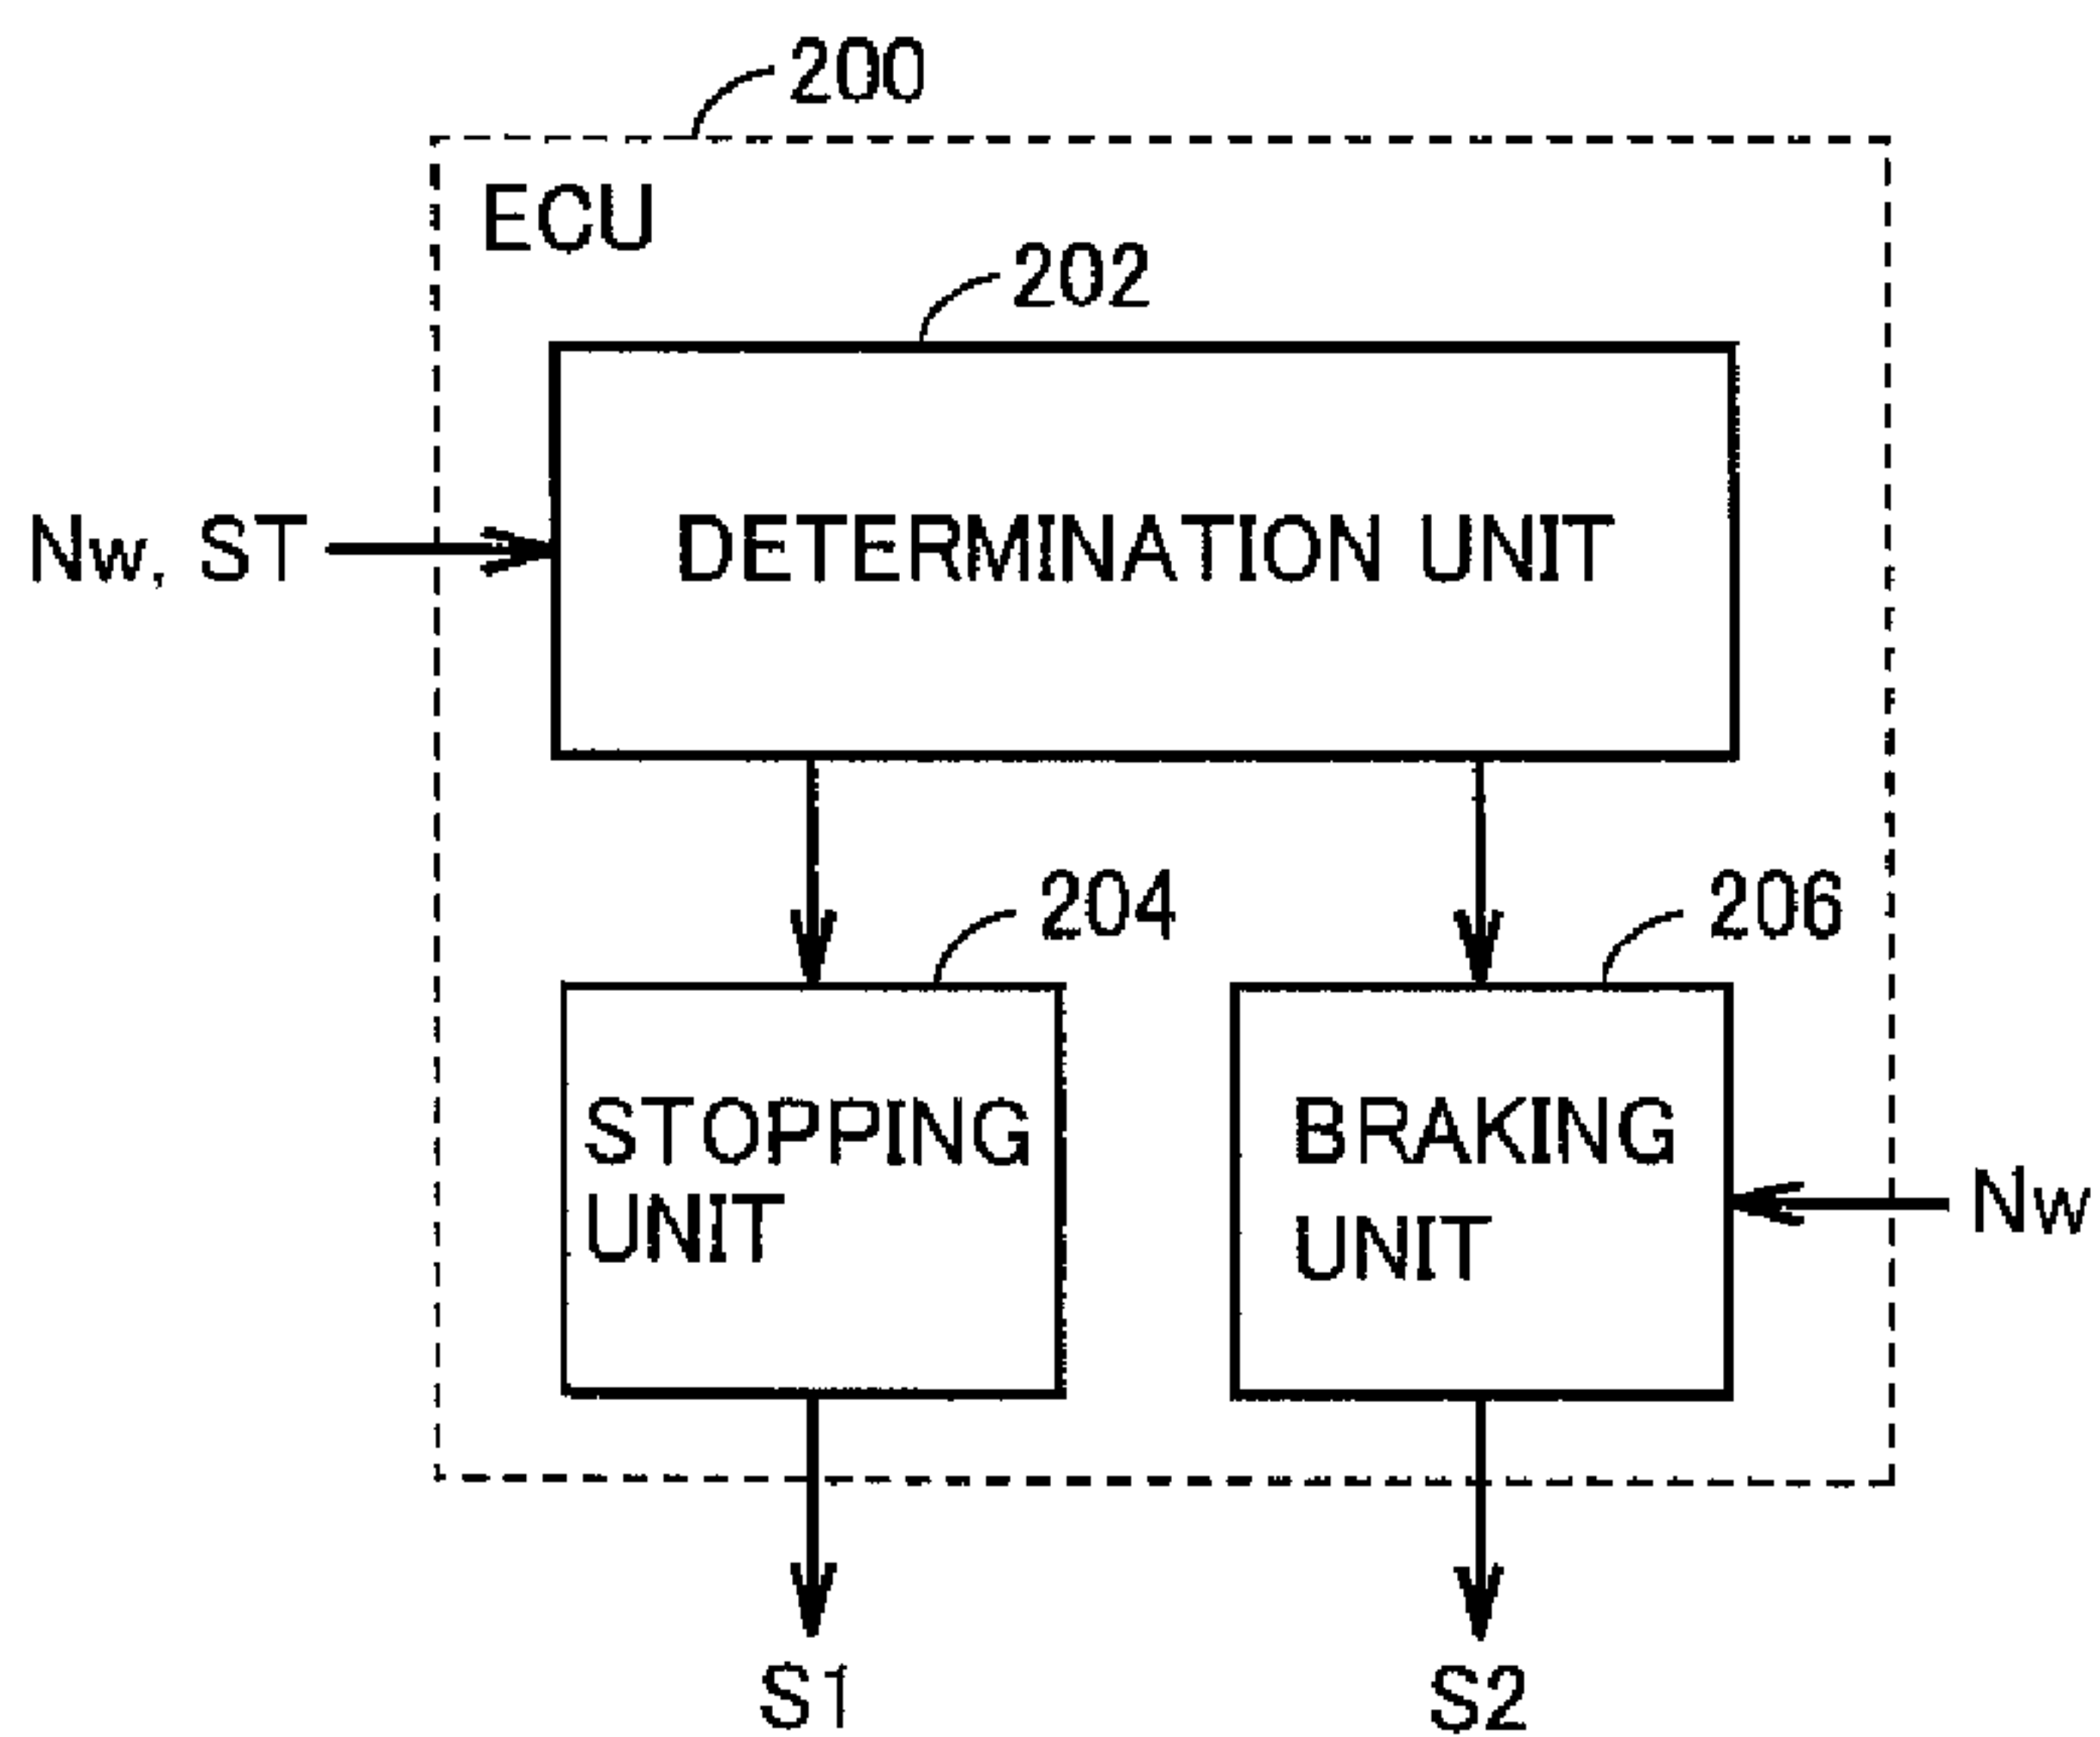 200
ECU
202
Nw, ST
DETERMINATION UNIT
204
206
STOPPING
UNIT
BRAKING
UNIT
Nw
S1
S2